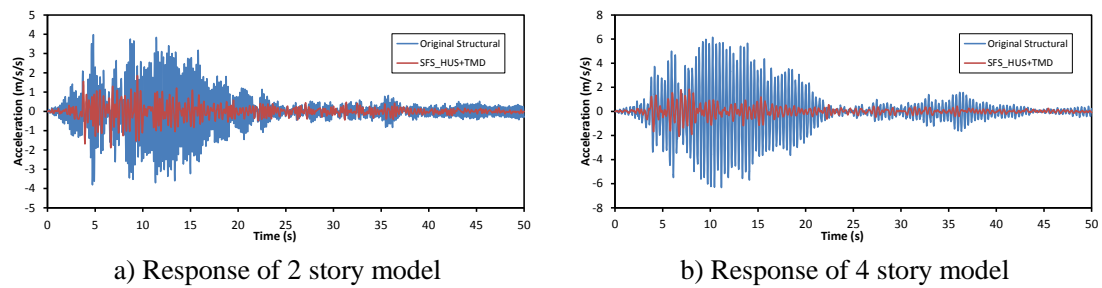 5
4
3
2
1
0
-1
-2
-3
-4
-5
Acceleration (m/s/s)
Original Structural
SFS_HUS+TMD
0 5 10 15 20 25 30 35 40 45 50
Time (s)
a) Response of 2 story model
8
6
4
2
0
-2
-4
-6
-8
Acceleration (m/s/s)
Original Structural
SFS_HUS+TMD
0 5 10 15 20 25 30 35 40 45 50
Time (s)
b) Response of 4 story model